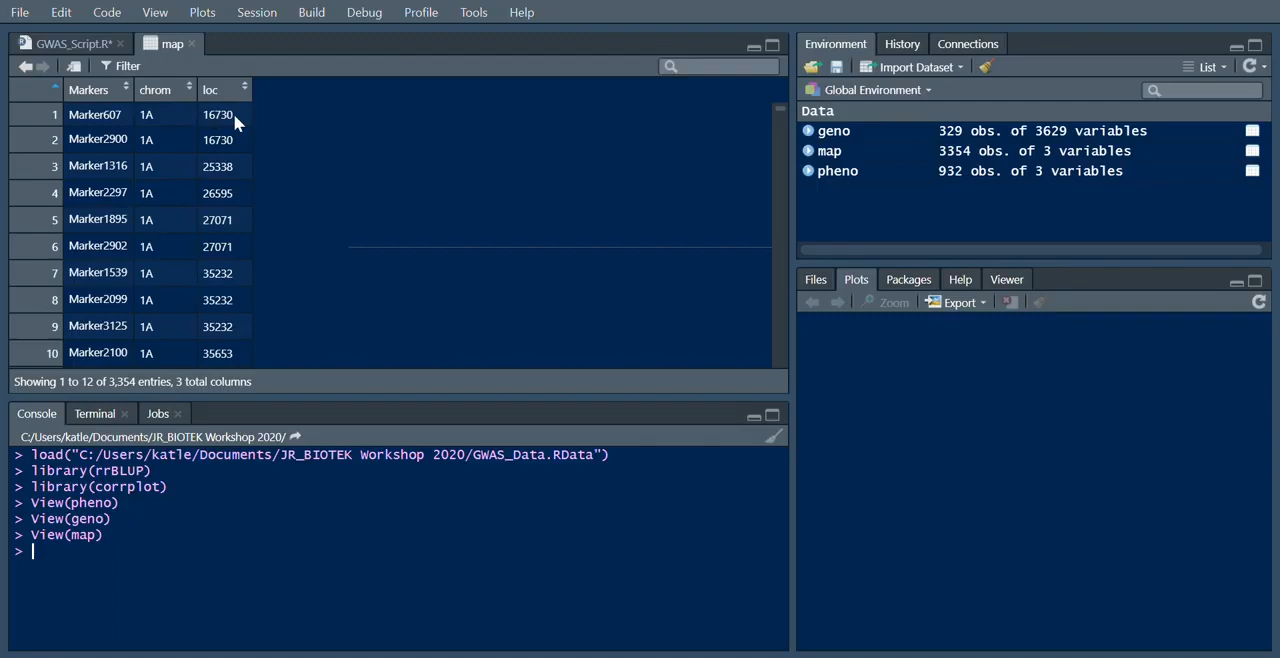 File Edit Code View Plots Session Build Debug Profile Tools Help
GWAS_Script.R* map
Filter
Markers chrom loc
1 Marker607 1A 16730
2 Marker2900 1A 16730
3 Marker1316 1A 25338
4 Marker2297 1A 26595
5 Marker1895 1A 27071
6 Marker2902 1A 27071
7 Marker1539 1A 35232
8 Marker2099 1A 35232
9 Marker3125 1A 35232
10 Marker2100 1A 35653
Showing 1 to 12 of 3,354 entries, 3 total columns
Console Terminal Jobs
C:/Users/katle/Documents/JR_BIOTEK Workshop 2020/
> load("C:/Users/katle/Documents/JR_BIOTEK Workshop 2020/GWAS_Data.RData")
> library(rrBLUP)
> library(corrplot)
> View(pheno)
> View(geno)
> View(map)
>
Environment History Connections
Import Dataset List
Global Environment
Data
geno 329 obs. of 3629 variables
map 3354 obs. of 3 variables
pheno 932 obs. of 3 variables
Files Plots Packages Help Viewer
Zoom Export